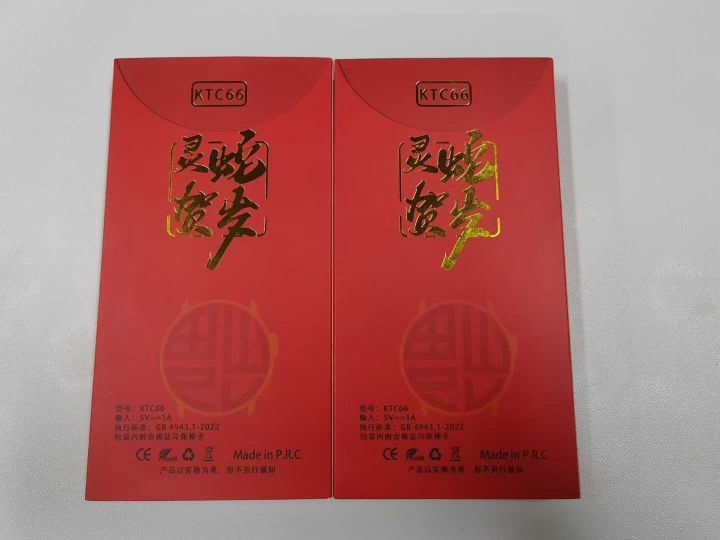 KTC66
灵蛇
贺岁
型号：KTC66
输入：5V⎓1A
执行标准：GB 4943.1-2022
包装内附合格证与保修卡
CE RoHS Made in P.R.C
产品以实物为准，恕不另行通知
KTC66
灵蛇
贺岁
型号：KTC66
输入：5V⎓1A
执行标准：GB 4943.1-2022
包装内附合格证与保修卡
CE RoHS Made in P.R.C
产品以实物为准，恕不另行通知